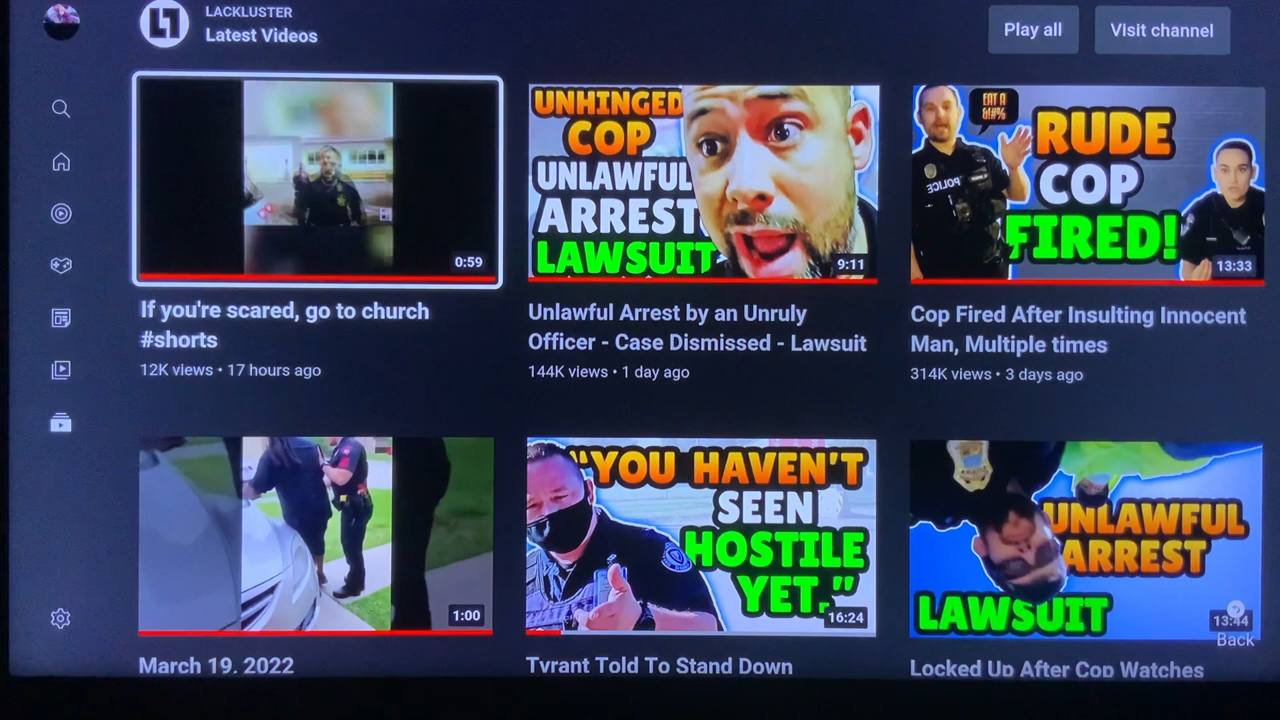 LACKLUSTER
Latest Videos
Play all
Visit channel
0:59
UNHINGED
COP
UNLAWFUL
ARREST
LAWSUIT
9:11
EAT A
&!#%
RUDE
COP
FIRED!
POLICE
13:33
If you're scared, go to church
#shorts
12K views • 17 hours ago
Unlawful Arrest by an Unruly
Officer - Case Dismissed - Lawsuit
144K views • 1 day ago
Cop Fired After Insulting Innocent
Man, Multiple times
314K views • 3 days ago
1:00
"YOU HAVEN'T
SEEN
HOSTILE
YET."
16:24
UNLAWFUL
ARREST
LAWSUIT
13:44
Back
March 19, 2022
Tyrant Told To Stand Down
Locked Up After Cop Watches